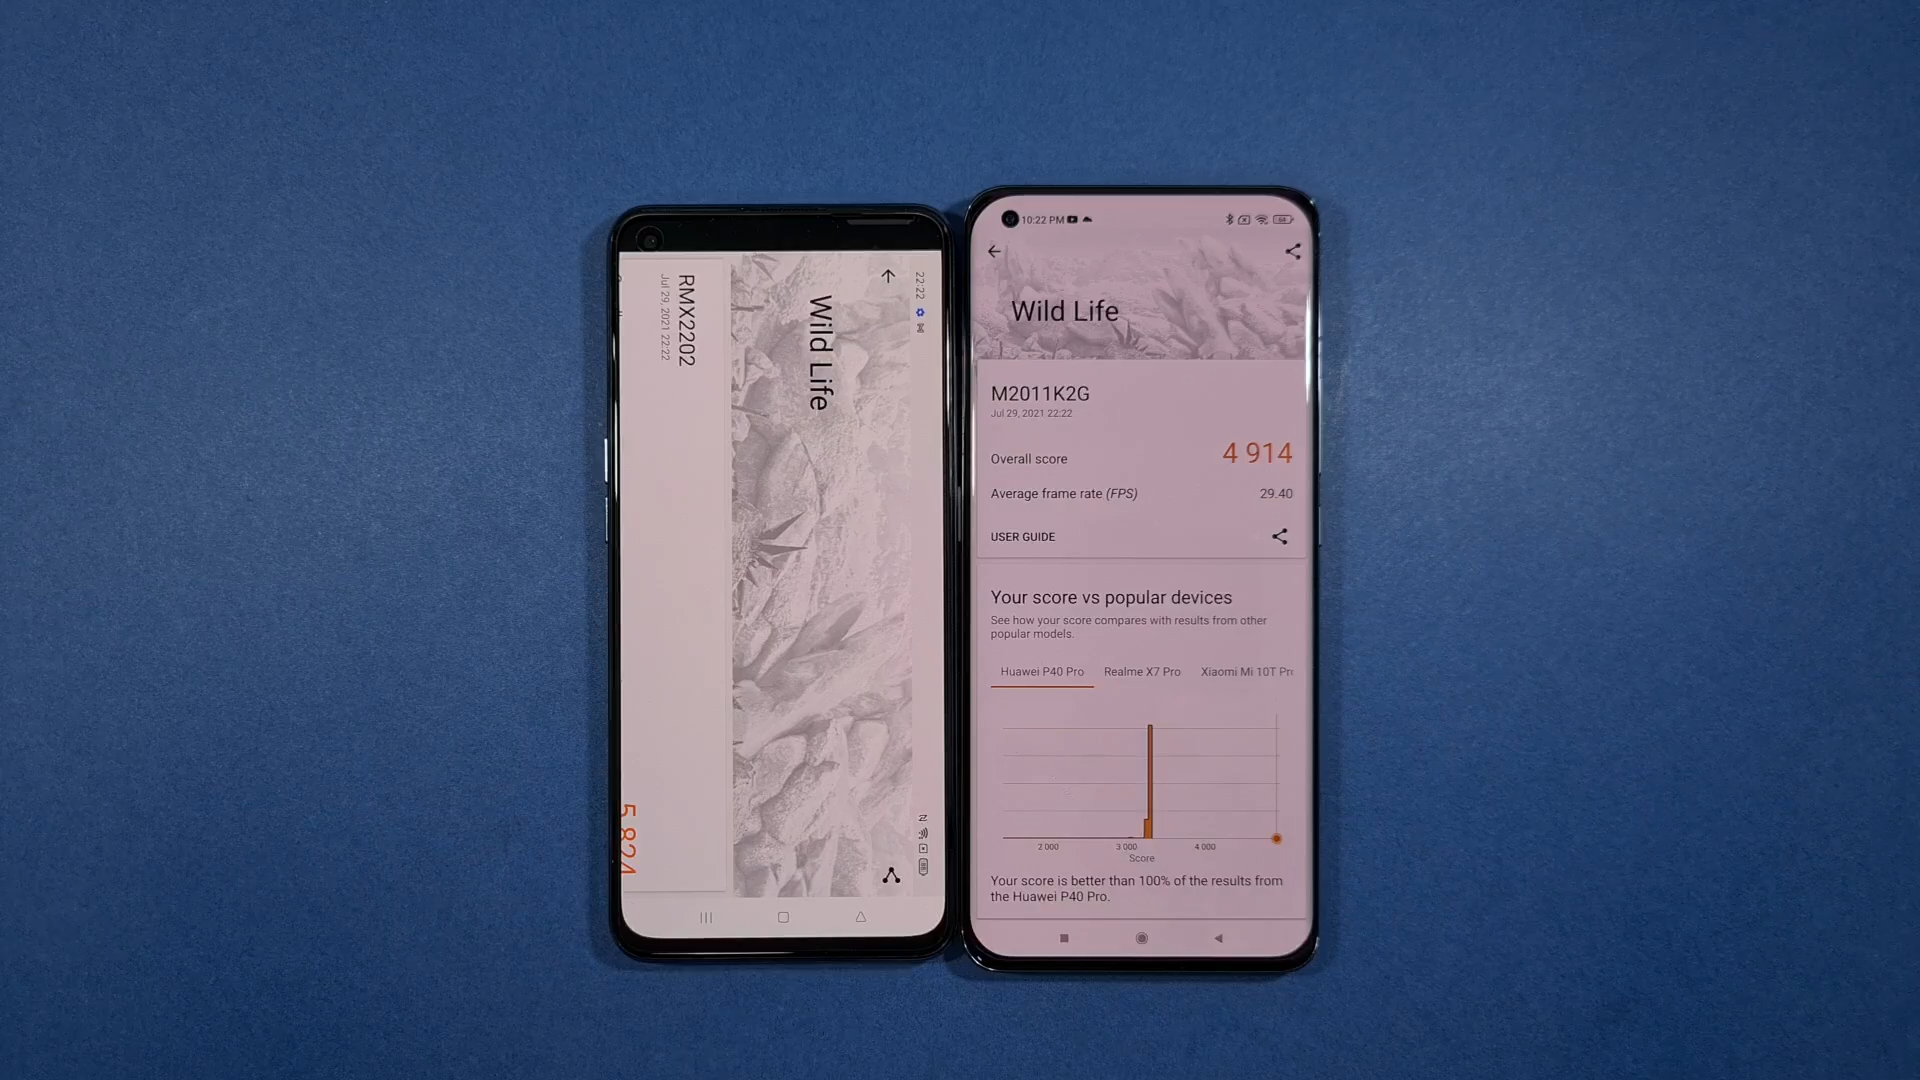 22:22
Wild Life
RMX2202
Jul 29, 2021 22:22
5 824
10:22 PM
Wild Life
M2011K2G
Jul 29, 2021 22:22
Overall score
4 914
Average frame rate (FPS)
29.40
USER GUIDE
Your score vs popular devices
See how your score compares with results from other
popular models.
Huawei P40 Pro Realme X7 Pro Xiaomi Mi 10T Pr
2 000 3 000 4 000
Score
Your score is better than 100% of the results from
the Huawei P40 Pro.